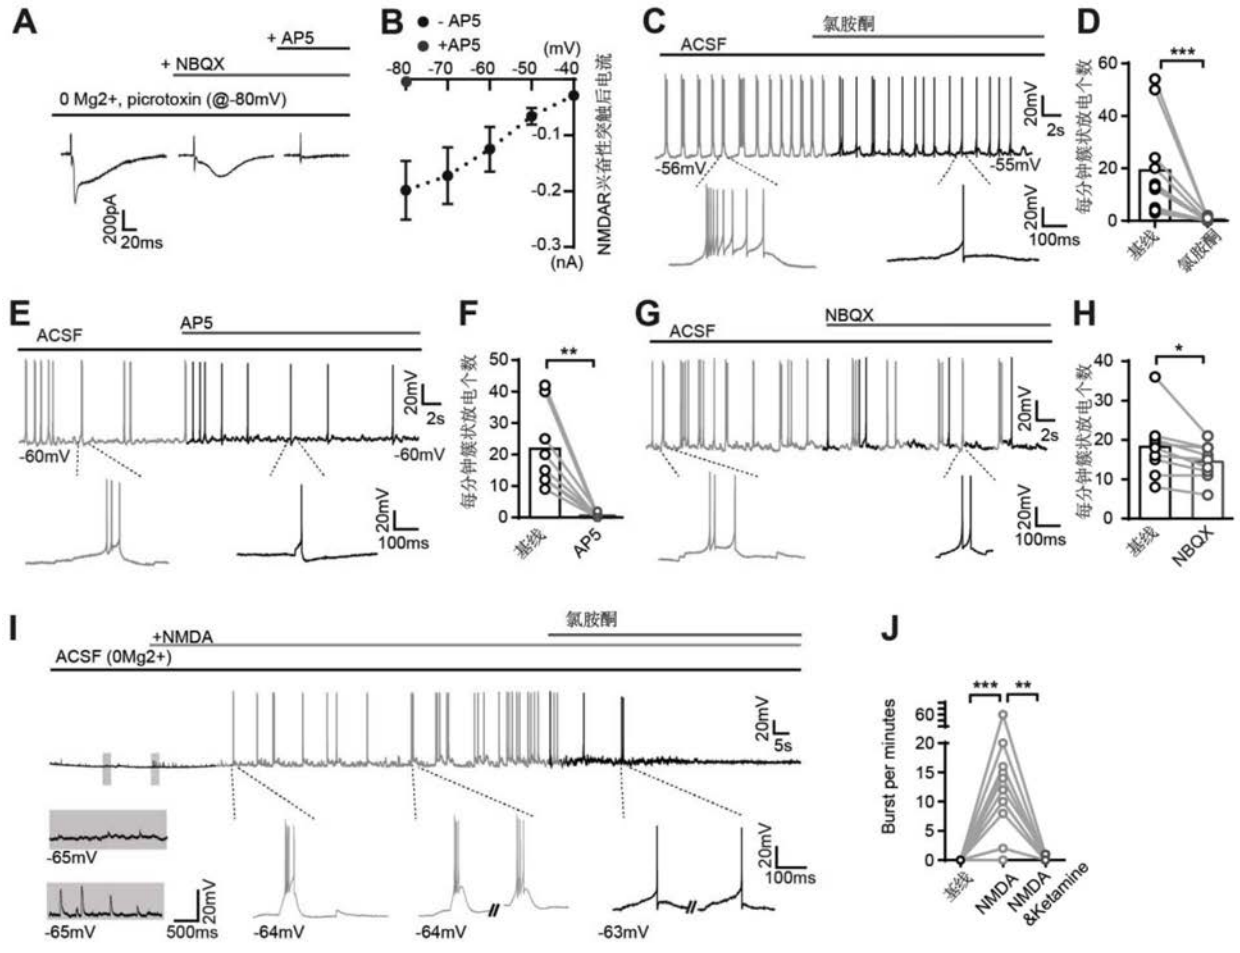 A
+ AP5
+ NBQX
0 Mg2+, picrotoxin (@-80mV)
200pA
20ms
B
- AP5
+AP5
(mV)
-80 -70 -60 -50 -40
-0.1
-0.2
-0.3
(nA)
NMDAR兴奋性突触后电流
C
氯胺酮
ACSF
20mV
2s
-56mV
-55mV
20mV
100ms
D
***
60
40
20
0
每分钟簇状放电个数
基线
氯胺酮
E
AP5
ACSF
20mV
2s
-60mV
-60mV
20mV
100ms
F
**
50
40
30
20
10
0
每分钟簇状放电个数
基线
AP5
G
NBQX
ACSF
20mV
2s
20mV
100ms
H
*
40
30
20
10
0
每分钟簇状放电个数
基线
NBQX
I
氯胺酮
+NMDA
ACSF (0Mg2+)
20mV
5s
-65mV
-65mV
20mV
500ms
-64mV
-64mV
-63mV
20mV
100ms
J
*** **
60
20
15
10
5
0
Burst per minutes
基线
NMDA
NMDA
&Ketamine